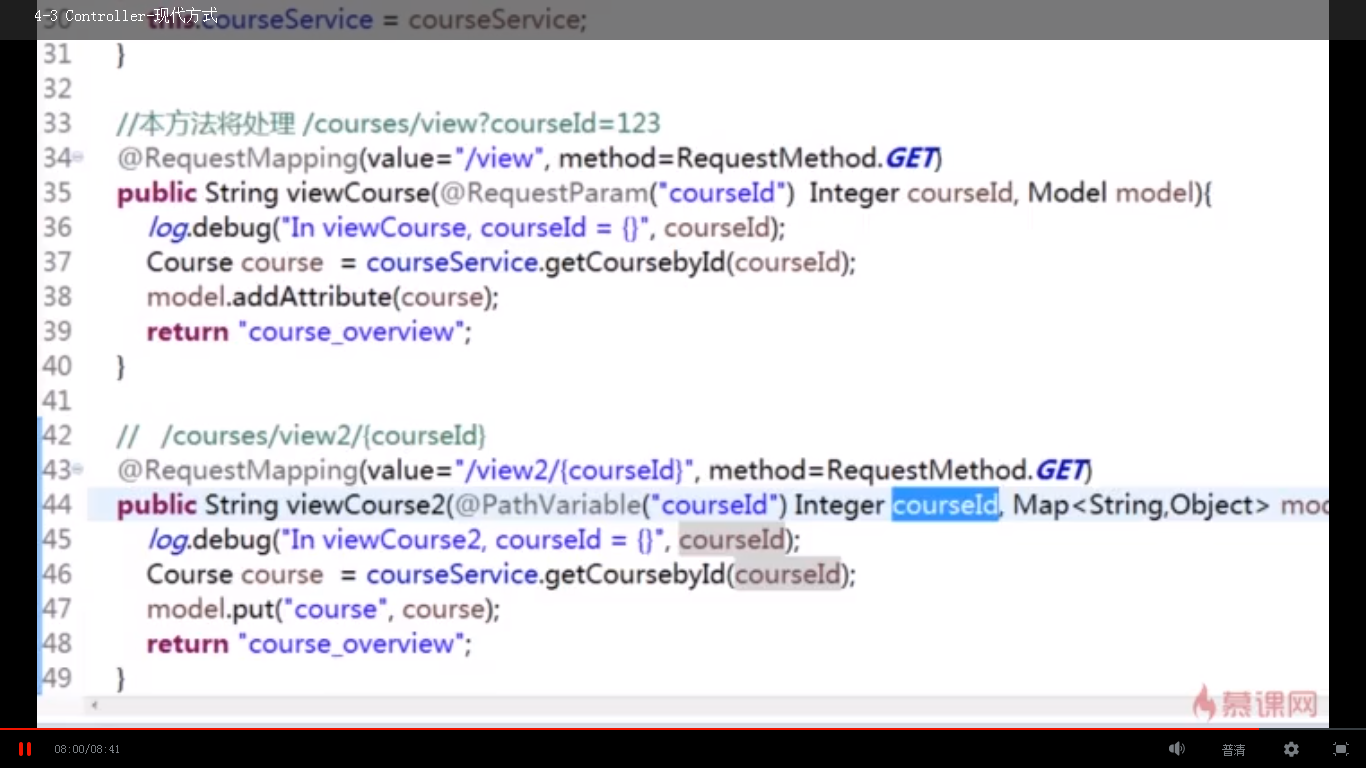 4-3 Controller-现代方式
30 this.courseService = courseService;
31 }
32
33 //本方法将处理 /courses/view?courseId=123
34 @RequestMapping(value="/view", method=RequestMethod.GET)
35 public String viewCourse(@RequestParam("courseId") Integer courseId, Model model){
36 log.debug("In viewCourse, courseId = {}", courseId);
37 Course course = courseService.getCoursebyId(courseId);
38 model.addAttribute(course);
39 return "course_overview";
40 }
41
42 // /courses/view2/{courseId}
43 @RequestMapping(value="/view2/{courseId}", method=RequestMethod.GET)
44 public String viewCourse2(@PathVariable("courseId") Integer courseId, Map<String,Object> mod
45 log.debug("In viewCourse2, courseId = {}", courseId);
46 Course course = courseService.getCoursebyId(courseId);
47 model.put("course", course);
48 return "course_overview";
49 }
慕课网
08:00/08:41
普清